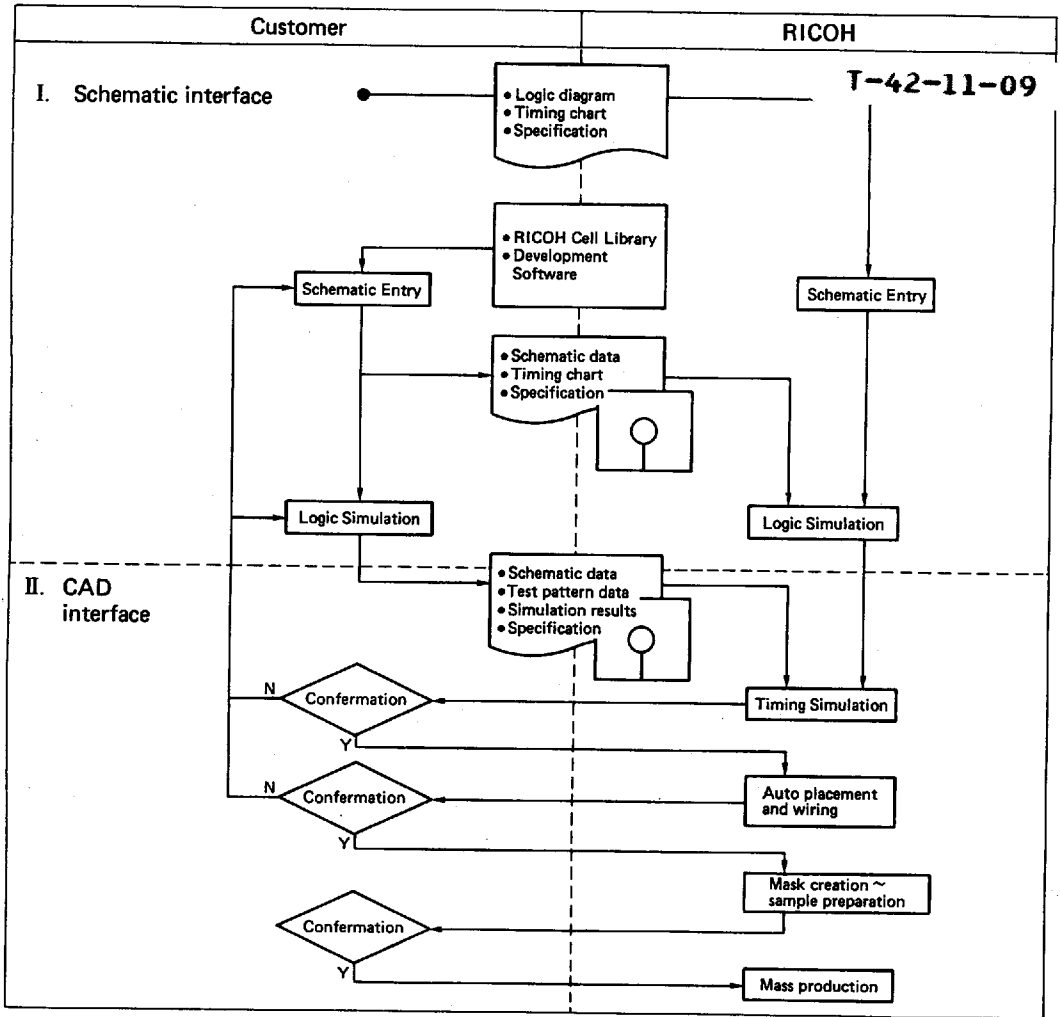 Customer
RICOH
T-42-11-09
I. Schematic interface
• Logic diagram
• Timing chart
• Specification
• RICOH Cell Library
• Development
Software
Schematic Entry
Schematic Entry
• Schematic data
• Timing chart
• Specification
Logic Simulation
Logic Simulation
II. CAD
interface
• Schematic data
• Test pattern data
• Simulation results
• Specification
N
Confermation
Timing Simulation
Y
N
Confermation
Auto placement
and wiring
Y
Mask creation ~
sample preparation
Confermation
Y
Mass production